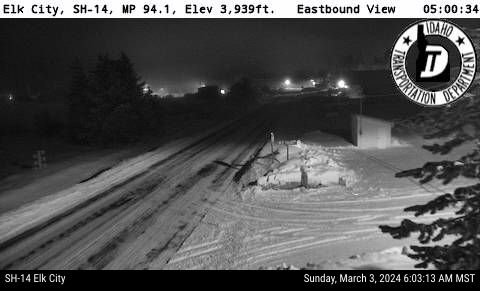 Elk City, SH-14, MP 94.1, Elev 3,939ft. Eastbound View 05:00:34
IDAHO
TRANSPORTATION DEPARTMENT
SH-14 Elk City Sunday, March 3, 2024 6:03:13 AM MST